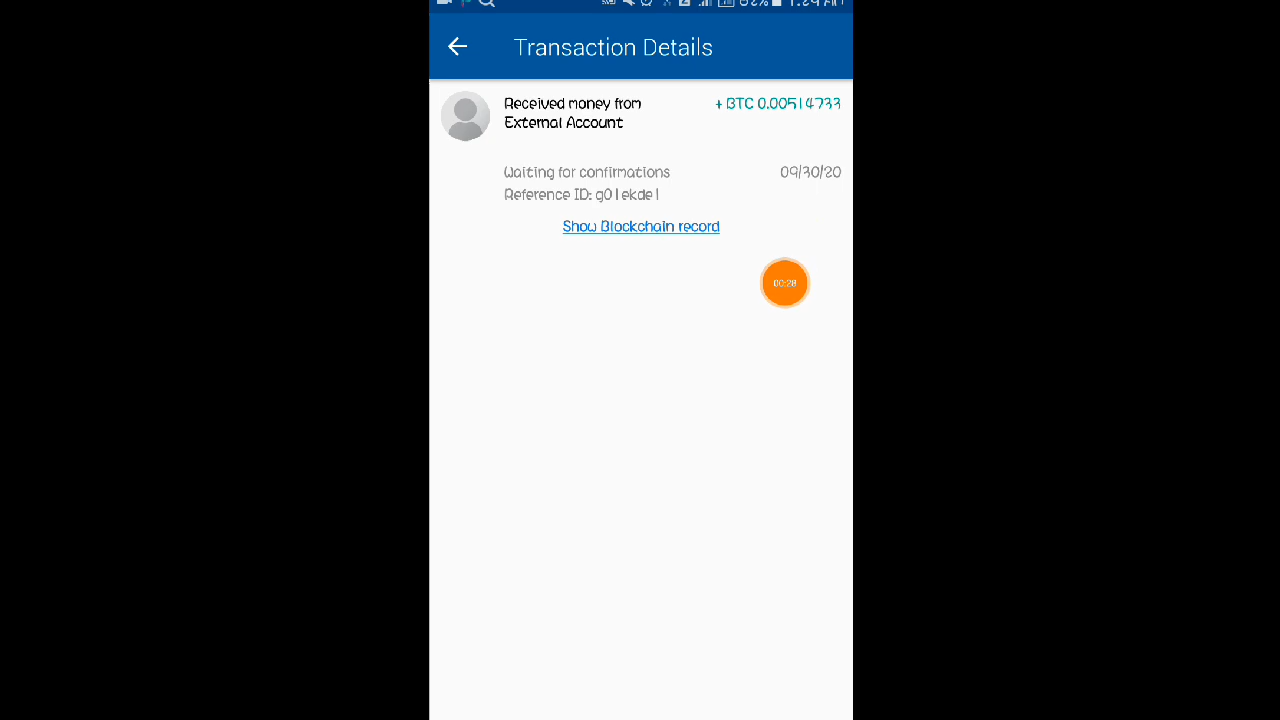 Transaction Details
Received money from
External Account
+ BTC 0.00514733
Waiting for confirmations
09/30/20
Reference ID: g01ekde1
Show Blockchain record
00:28